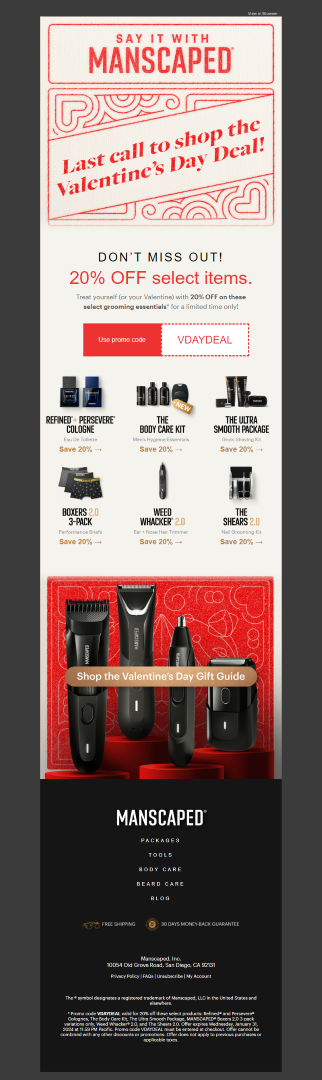 View in Browser
SAY IT WITH
MANSCAPED®
Last call to shop the
Valentine's Day Deal!
DON'T MISS OUT!
20% OFF select items.
Treat yourself (or your Valentine) with 20% OFF on these
select grooming essentials* for a limited time only!
Use promo code
VDAYDEAL
NEW
REFINED® + PERSEVERE®
COLOGNE
Eau De Toilette
Save 20% →
THE
BODY CARE KIT
Men's Hygiene Essentials
Save 20% →
THE ULTRA
SMOOTH PACKAGE
Groin Shaving Kit
Save 20% →
BOXERS 2.0
3-PACK
Performance Briefs
Save 20% →
WEED
WHACKER® 2.0
Ear + Nose Hair Trimmer
Save 20% →
THE
SHEARS 2.0
Nail Grooming Kit
Save 20% →
Shop the Valentine's Day Gift Guide
MANSCAPED®
PACKAGES
TOOLS
BODY CARE
BEARD CARE
BLOG
FREE SHIPPING
30 DAYS MONEY-BACK GUARANTEE
Manscaped, Inc.
10054 Old Grove Road, San Diego, CA 92131
Privacy Policy | FAQs | Unsubscribe | My Account
The ® symbol designates a registered trademark of Manscaped, LLC in the United States and
elsewhere.
* Promo code VDAYDEAL valid for 20% off these select products: Refined® and Persevere®
Colognes, The Body Care Kit, The Ultra Smooth Package, MANSCAPED® Boxers 2.0 3-pack
variations only, Weed Whacker® 2.0, and The Shears 2.0. Offer expires Wednesday, January 31,
2024 at 11:59 PM Pacific. Promo code VDAYDEAL must be entered at checkout. Offer cannot be
combined with any other discounts or promotions. Offer does not apply to previous purchases or
applicable taxes.